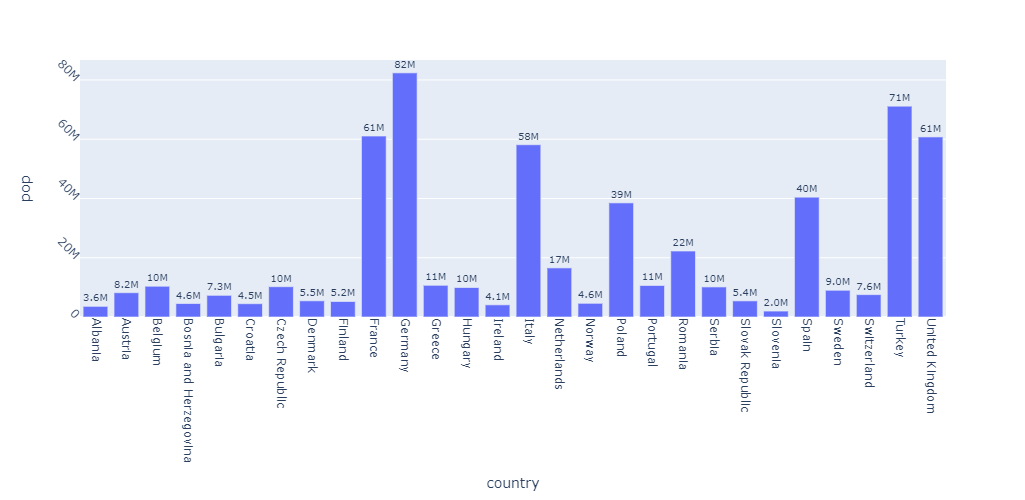 pop
80M
60M
40M
20M
0
3.6M
8.2M
10M
4.6M
7.3M
4.5M
10M
5.5M
5.2M
61M
82M
11M
10M
4.1M
58M
17M
4.6M
39M
11M
22M
10M
5.4M
2.0M
40M
9.0M
7.6M
71M
61M
Albania
Austria
Belgium
Bosnia and Herzegovina
Bulgaria
Croatia
Czech Republic
Denmark
Finland
France
Germany
Greece
Hungary
Ireland
Italy
Netherlands
Norway
Poland
Portugal
Romania
Serbia
Slovak Republic
Slovenia
Spain
Sweden
Switzerland
Turkey
United Kingdom
country